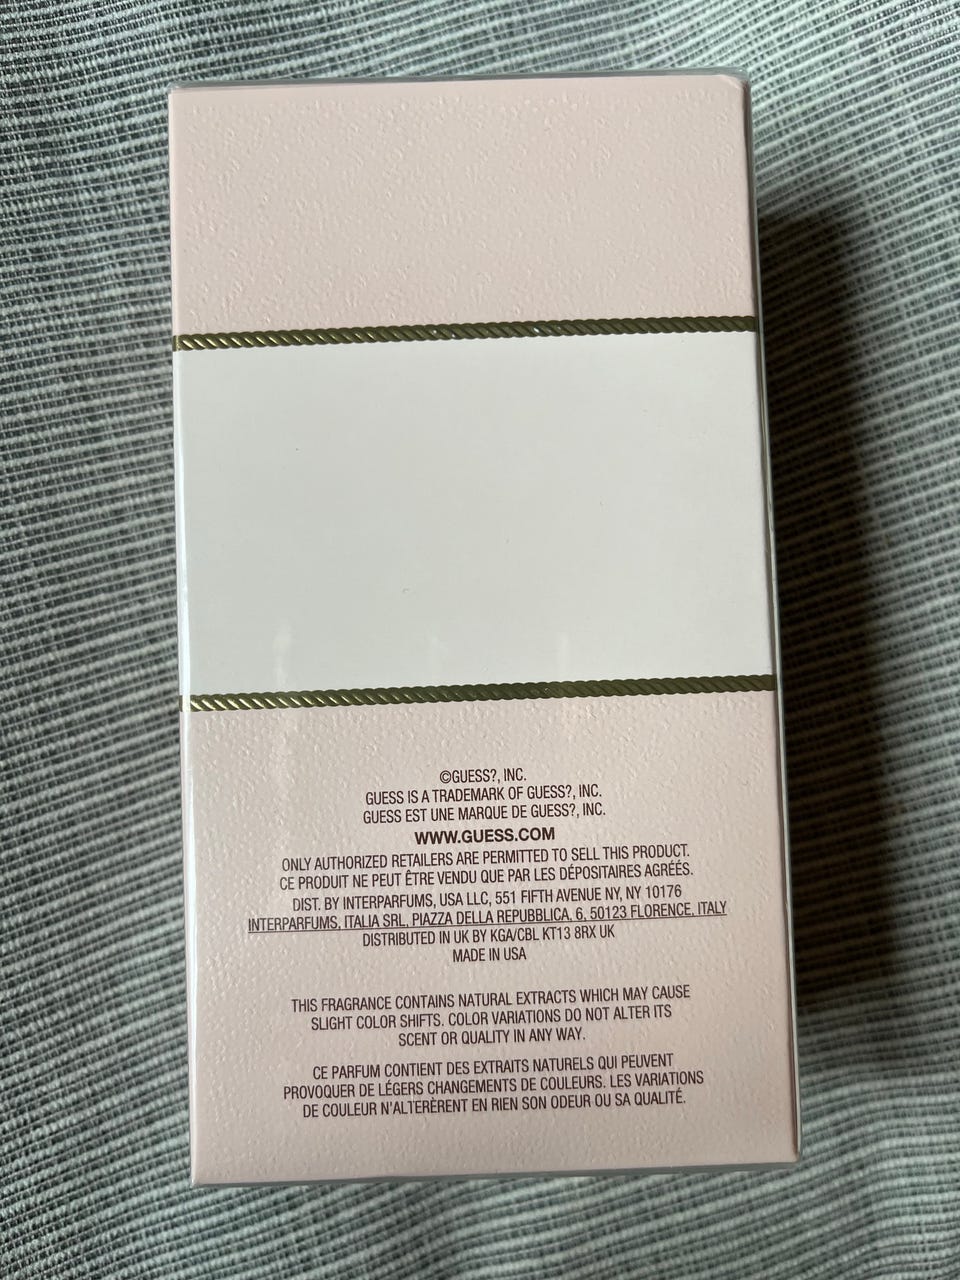 ©GUESS?, INC.
GUESS IS A TRADEMARK OF GUESS?, INC.
GUESS EST UNE MARQUE DE GUESS?, INC.
WWW.GUESS.COM
ONLY AUTHORIZED RETAILERS ARE PERMITTED TO SELL THIS PRODUCT.
CE PRODUIT NE PEUT ÊTRE VENDU QUE PAR LES DÉPOSITAIRES AGRÉÉS.
DIST. BY INTERPARFUMS, USA LLC, 551 FIFTH AVENUE NY, NY 10176
INTERPARFUMS, ITALIA SRL, PIAZZA DELLA REPUBBLICA, 6, 50123 FLORENCE, ITALY
DISTRIBUTED IN UK BY KGA/CBL KT13 8RX UK
MADE IN USA
THIS FRAGRANCE CONTAINS NATURAL EXTRACTS WHICH MAY CAUSE
SLIGHT COLOR SHIFTS. COLOR VARIATIONS DO NOT ALTER ITS
SCENT OR QUALITY IN ANY WAY.
CE PARFUM CONTIENT DES EXTRAITS NATURELS QUI PEUVENT
PROVOQUER DE LÉGERS CHANGEMENTS DE COULEURS. LES VARIATIONS
DE COULEUR N'ALTERÈRENT EN RIEN SON ODEUR OU SA QUALITÉ.